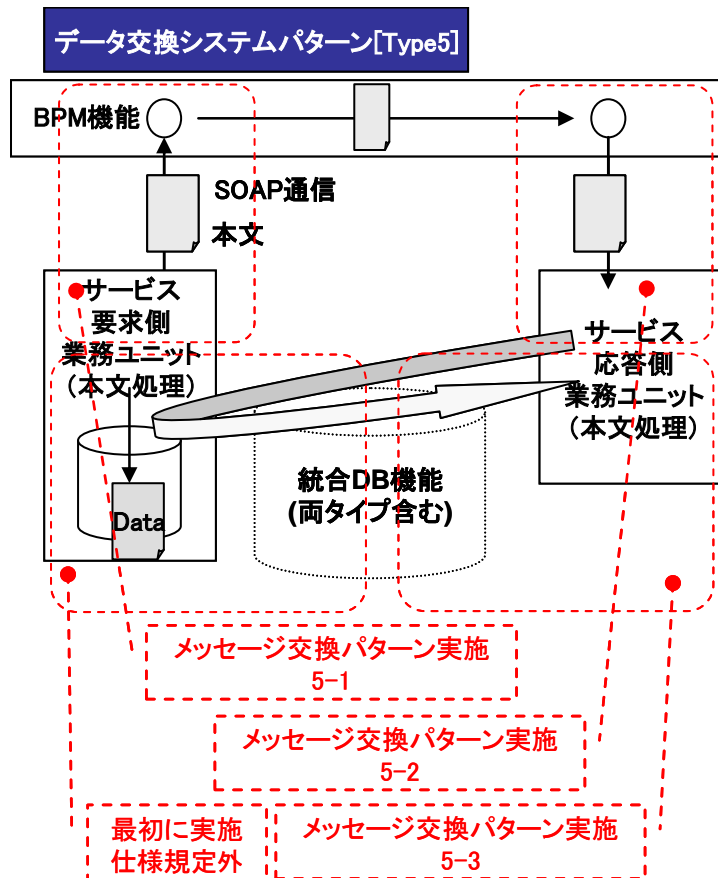 データ交換システムパターン[Type5]
BPM機能
SOAP通信
本文
サービス
要求側
業務ユニット
(本文処理)
サービス
応答側
業務ユニット
(本文処理)
統合DB機能
(両タイプ含む)
Data
メッセージ交換パターン実施
5-1
メッセージ交換パターン実施
5-2
最初に実施
仕様規定外
メッセージ交換パターン実施
5-3